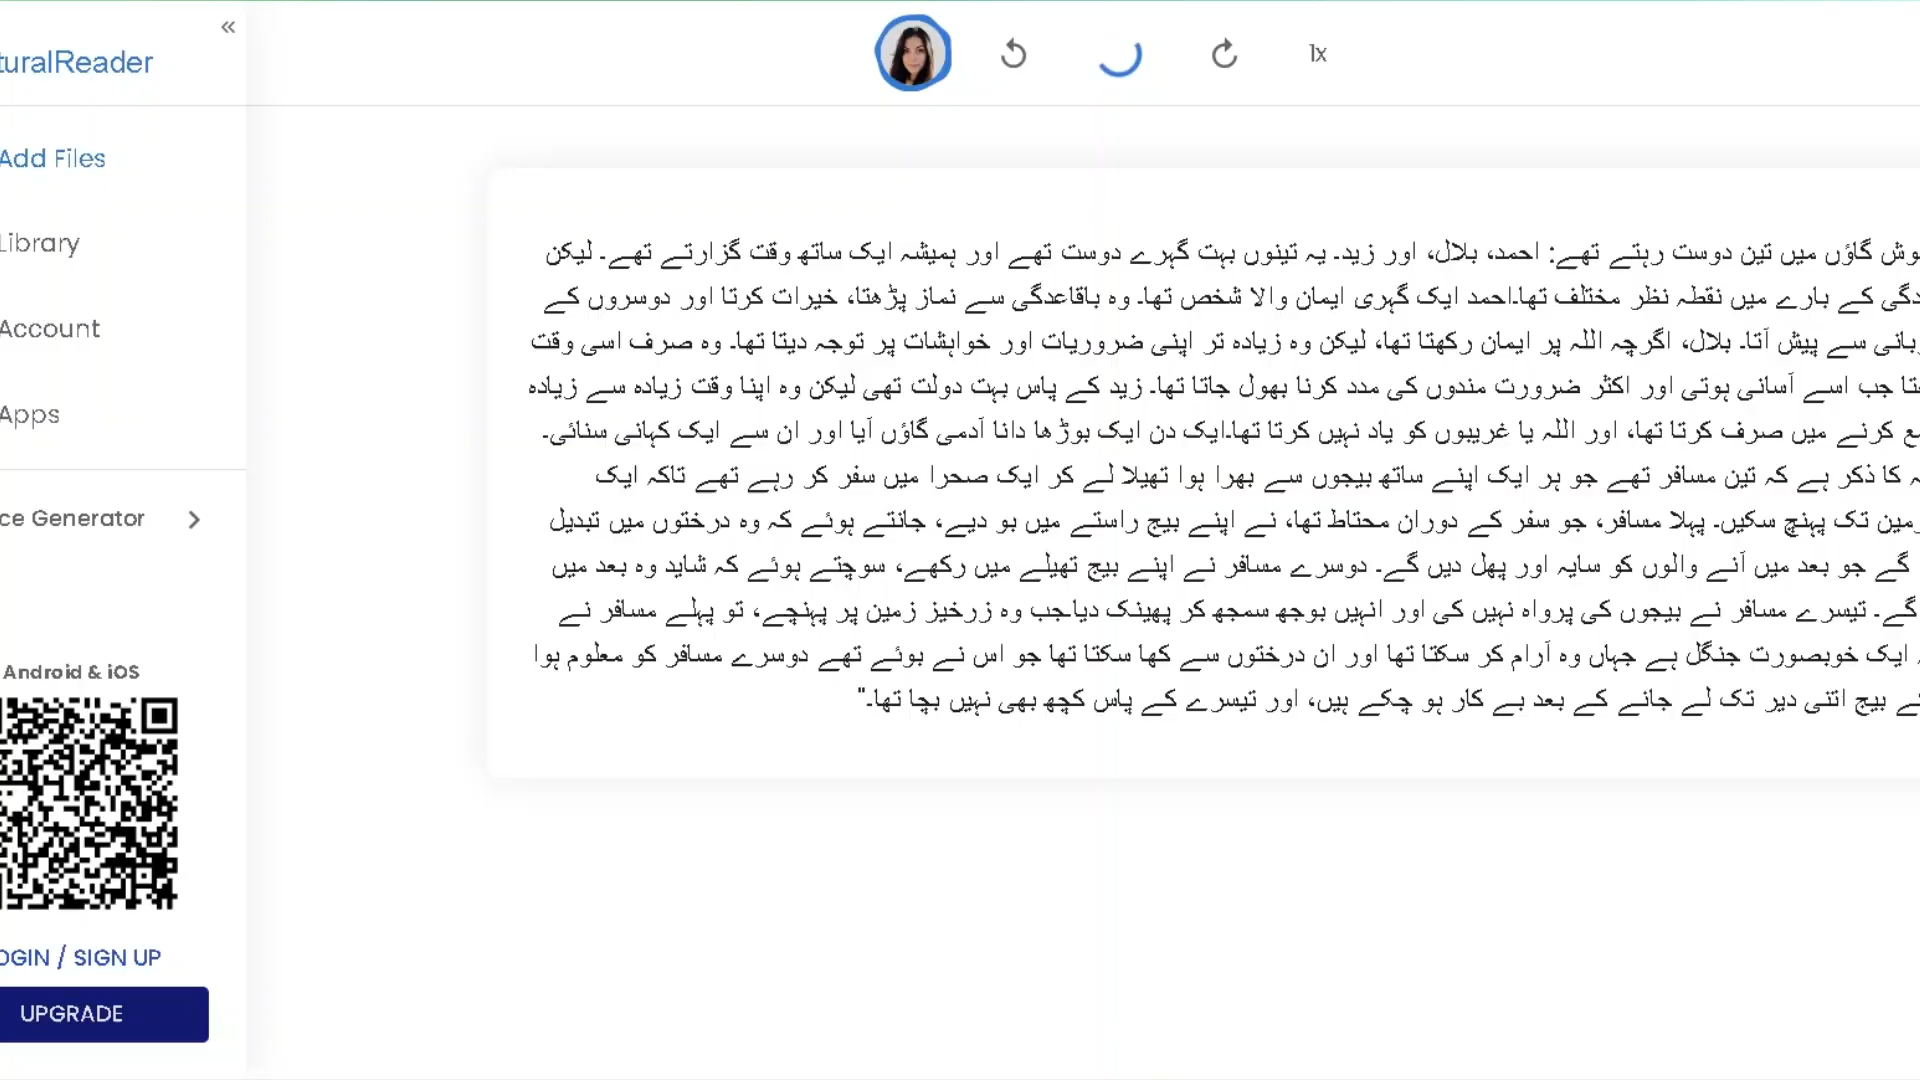 «
turalReader
1x
Add Files
Library
Account
Apps
ce Generator
Android & iOS
OGIN / SIGN UP
UPGRADE
وش گاؤں میں تین دوست رہتے تھے: احمد، بلال، اور زید۔ یہ تینوں بہت گہرے دوست تھے اور ہمیشہ ایک ساتھ وقت گزارتے تھے۔ لیکن
دگی کے بارے میں نقطہ نظر مختلف تھا۔احمد ایک گہری ایمان والا شخص تھا۔ وہ باقاعدگی سے نماز پڑھتا، خیرات کرتا اور دوسروں کے
بانی سے پیش آتا۔ بلال، اگرچہ اللہ پر ایمان رکھتا تھا، لیکن وہ زیادہ تر اپنی ضروریات اور خواہشات پر توجہ دیتا تھا۔ وہ صرف اسی وقت
تا جب اسے آسانی ہوتی اور اکثر ضرورت مندوں کی مدد کرنا بھول جاتا تھا۔ زید کے پاس بہت دولت تھی لیکن وہ اپنا وقت زیادہ سے زیادہ
ع کرنے میں صرف کرتا تھا، اور اللہ یا غریبوں کو یاد نہیں کرتا تھا۔ایک دن ایک بوڑھا دانا آدمی گاؤں آیا اور ان سے ایک کہانی سنائی۔
کا ذکر ہے کہ تین مسافر تھے جو ہر ایک اپنے ساتھ بیجوں سے بھرا ہوا تھیلا لے کر ایک صحرا میں سفر کر رہے تھے تاکہ ایک
مین تک پہنچ سکیں۔ پہلا مسافر، جو سفر کے دوران محتاط تھا، نے اپنے بیج راستے میں بو دیے، جانتے ہوئے کہ وہ درختوں میں تبدیل
گے جو بعد میں آنے والوں کو سایہ اور پھل دیں گے۔ دوسرے مسافر نے اپنے بیج تھیلے میں رکھے، سوچتے ہوئے کہ شاید وہ بعد میں
گے۔ تیسرے مسافر نے بیجوں کی پرواہ نہیں کی اور انہیں بوجھ سمجھ کر پھینک دیا۔جب وہ زرخیز زمین پر پہنچے، تو پہلے مسافر نے
ایک خوبصورت جنگل ہے جہاں وہ آرام کر سکتا تھا اور ان درختوں سے کھا سکتا تھا جو اس نے بوئے تھے دوسرے مسافر کو معلوم ہوا
بیج اتنی دیر تک لے جانے کے بعد بے کار ہو چکے ہیں، اور تیسرے کے پاس کچھ بھی نہیں بچا تھا۔"